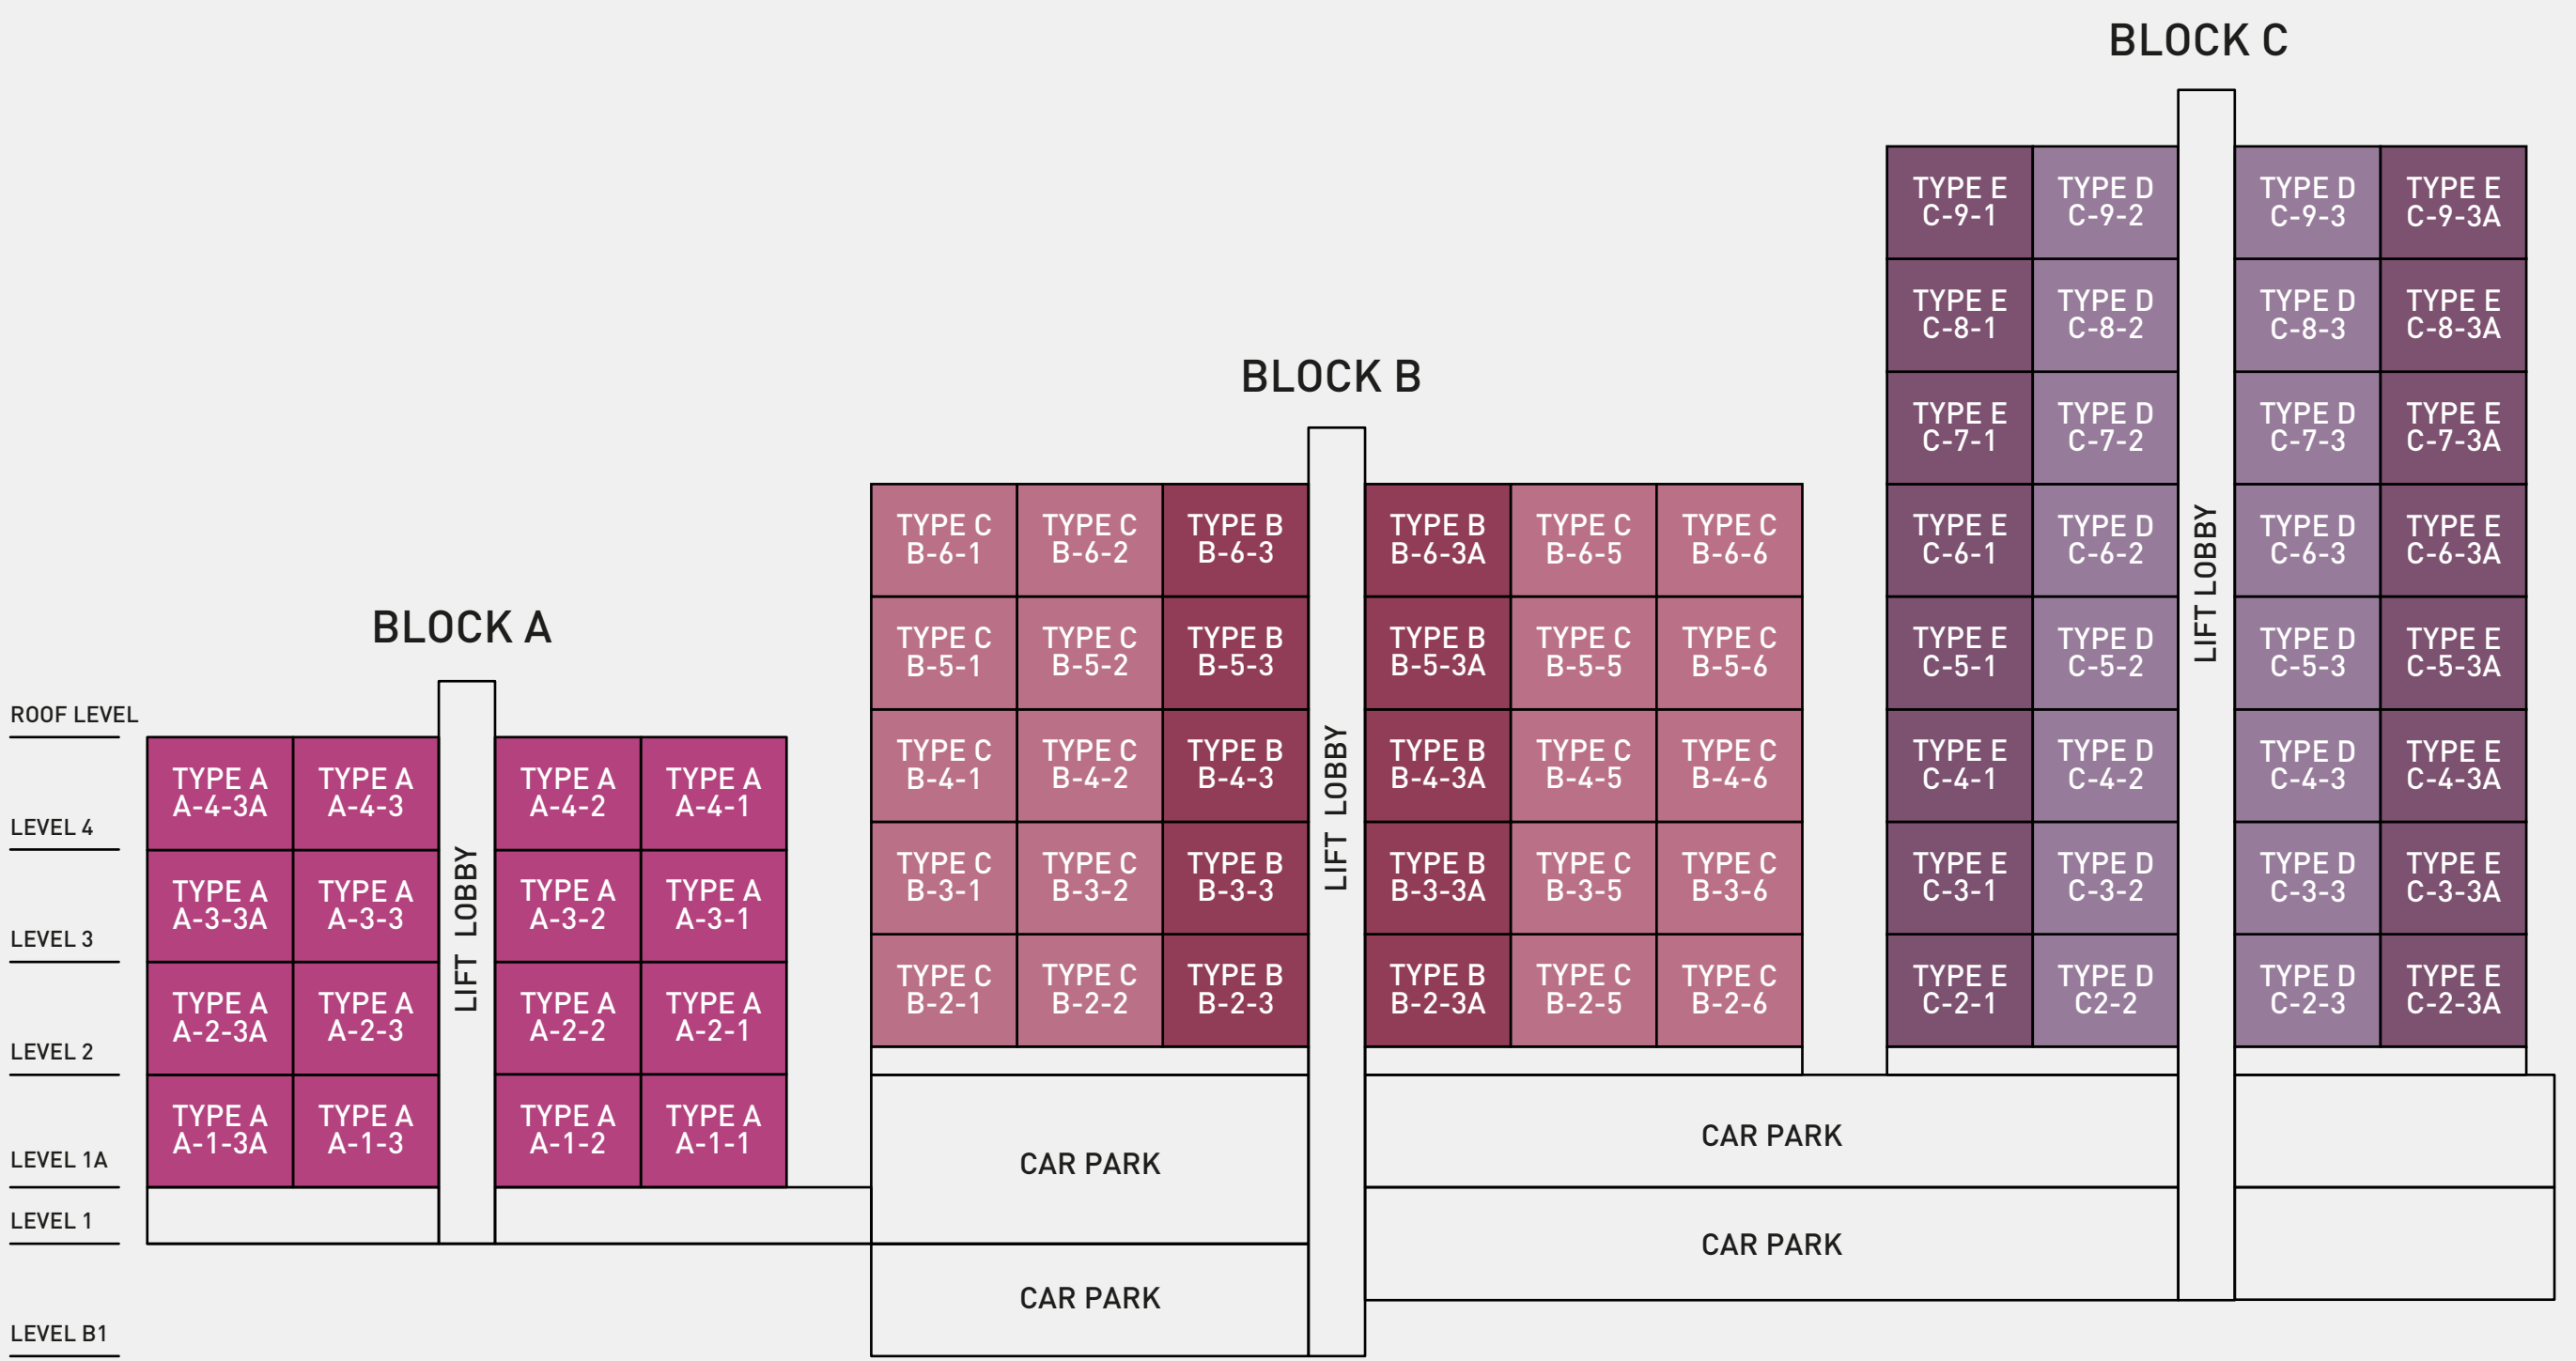 BLOCK C
TYPE E TYPE D TYPE D TYPE E
C-9-1 C-9-2 C-9-3 C-9-3A
TYPE E TYPE D TYPE D TYPE E
C-8-1 C-8-2 C-8-3 C-8-3A
TYPE E TYPE D TYPE D TYPE E
C-7-1 C-7-2 C-7-3 C-7-3A
TYPE E TYPE D TYPE D TYPE E
C-6-1 C-6-2 C-6-3 C-6-3A
TYPE E TYPE D TYPE D TYPE E
C-5-1 C-5-2 C-5-3 C-5-3A
TYPE E TYPE D TYPE D TYPE E
C-4-1 C-4-2 C-4-3 C-4-3A
TYPE E TYPE D TYPE D TYPE E
C-3-1 C-3-2 C-3-3 C-3-3A
TYPE E TYPE D TYPE D TYPE E
C-2-1 C2-2 C-2-3 C-2-3A
LIFT LOBBY
BLOCK B
TYPE C TYPE C TYPE B TYPE B TYPE C TYPE C
B-6-1 B-6-2 B-6-3 B-6-3A B-6-5 B-6-6
TYPE C TYPE C TYPE B TYPE B TYPE C TYPE C
B-5-1 B-5-2 B-5-3 B-5-3A B-5-5 B-5-6
TYPE C TYPE C TYPE B TYPE B TYPE C TYPE C
B-4-1 B-4-2 B-4-3 B-4-3A B-4-5 B-4-6
TYPE C TYPE C TYPE B TYPE B TYPE C TYPE C
B-3-1 B-3-2 B-3-3 B-3-3A B-3-5 B-3-6
TYPE C TYPE C TYPE B TYPE B TYPE C TYPE C
B-2-1 B-2-2 B-2-3 B-2-3A B-2-5 B-2-6
LIFT LOBBY
BLOCK A
TYPE A TYPE A TYPE A TYPE A
A-4-3A A-4-3 A-4-2 A-4-1
TYPE A TYPE A TYPE A TYPE A
A-3-3A A-3-3 A-3-2 A-3-1
TYPE A TYPE A TYPE A TYPE A
A-2-3A A-2-3 A-2-2 A-2-1
TYPE A TYPE A TYPE A TYPE A
A-1-3A A-1-3 A-1-2 A-1-1
LIFT LOBBY
ROOF LEVEL
LEVEL 4
LEVEL 3
LEVEL 2
LEVEL 1A
LEVEL 1
LEVEL B1
CAR PARK
CAR PARK
CAR PARK
CAR PARK